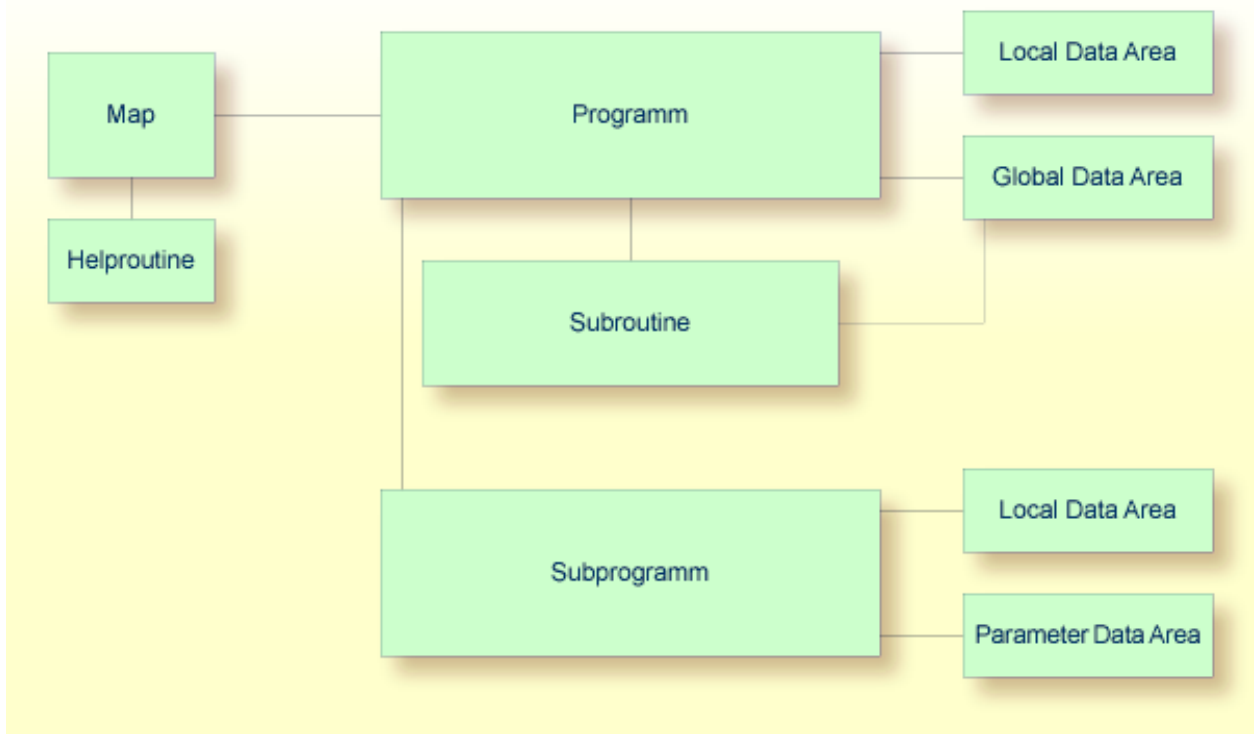 Local Data Area
Map
Programm
Global Data Area
Helproutine
Subroutine
Local Data Area
Subprogramm
Parameter Data Area